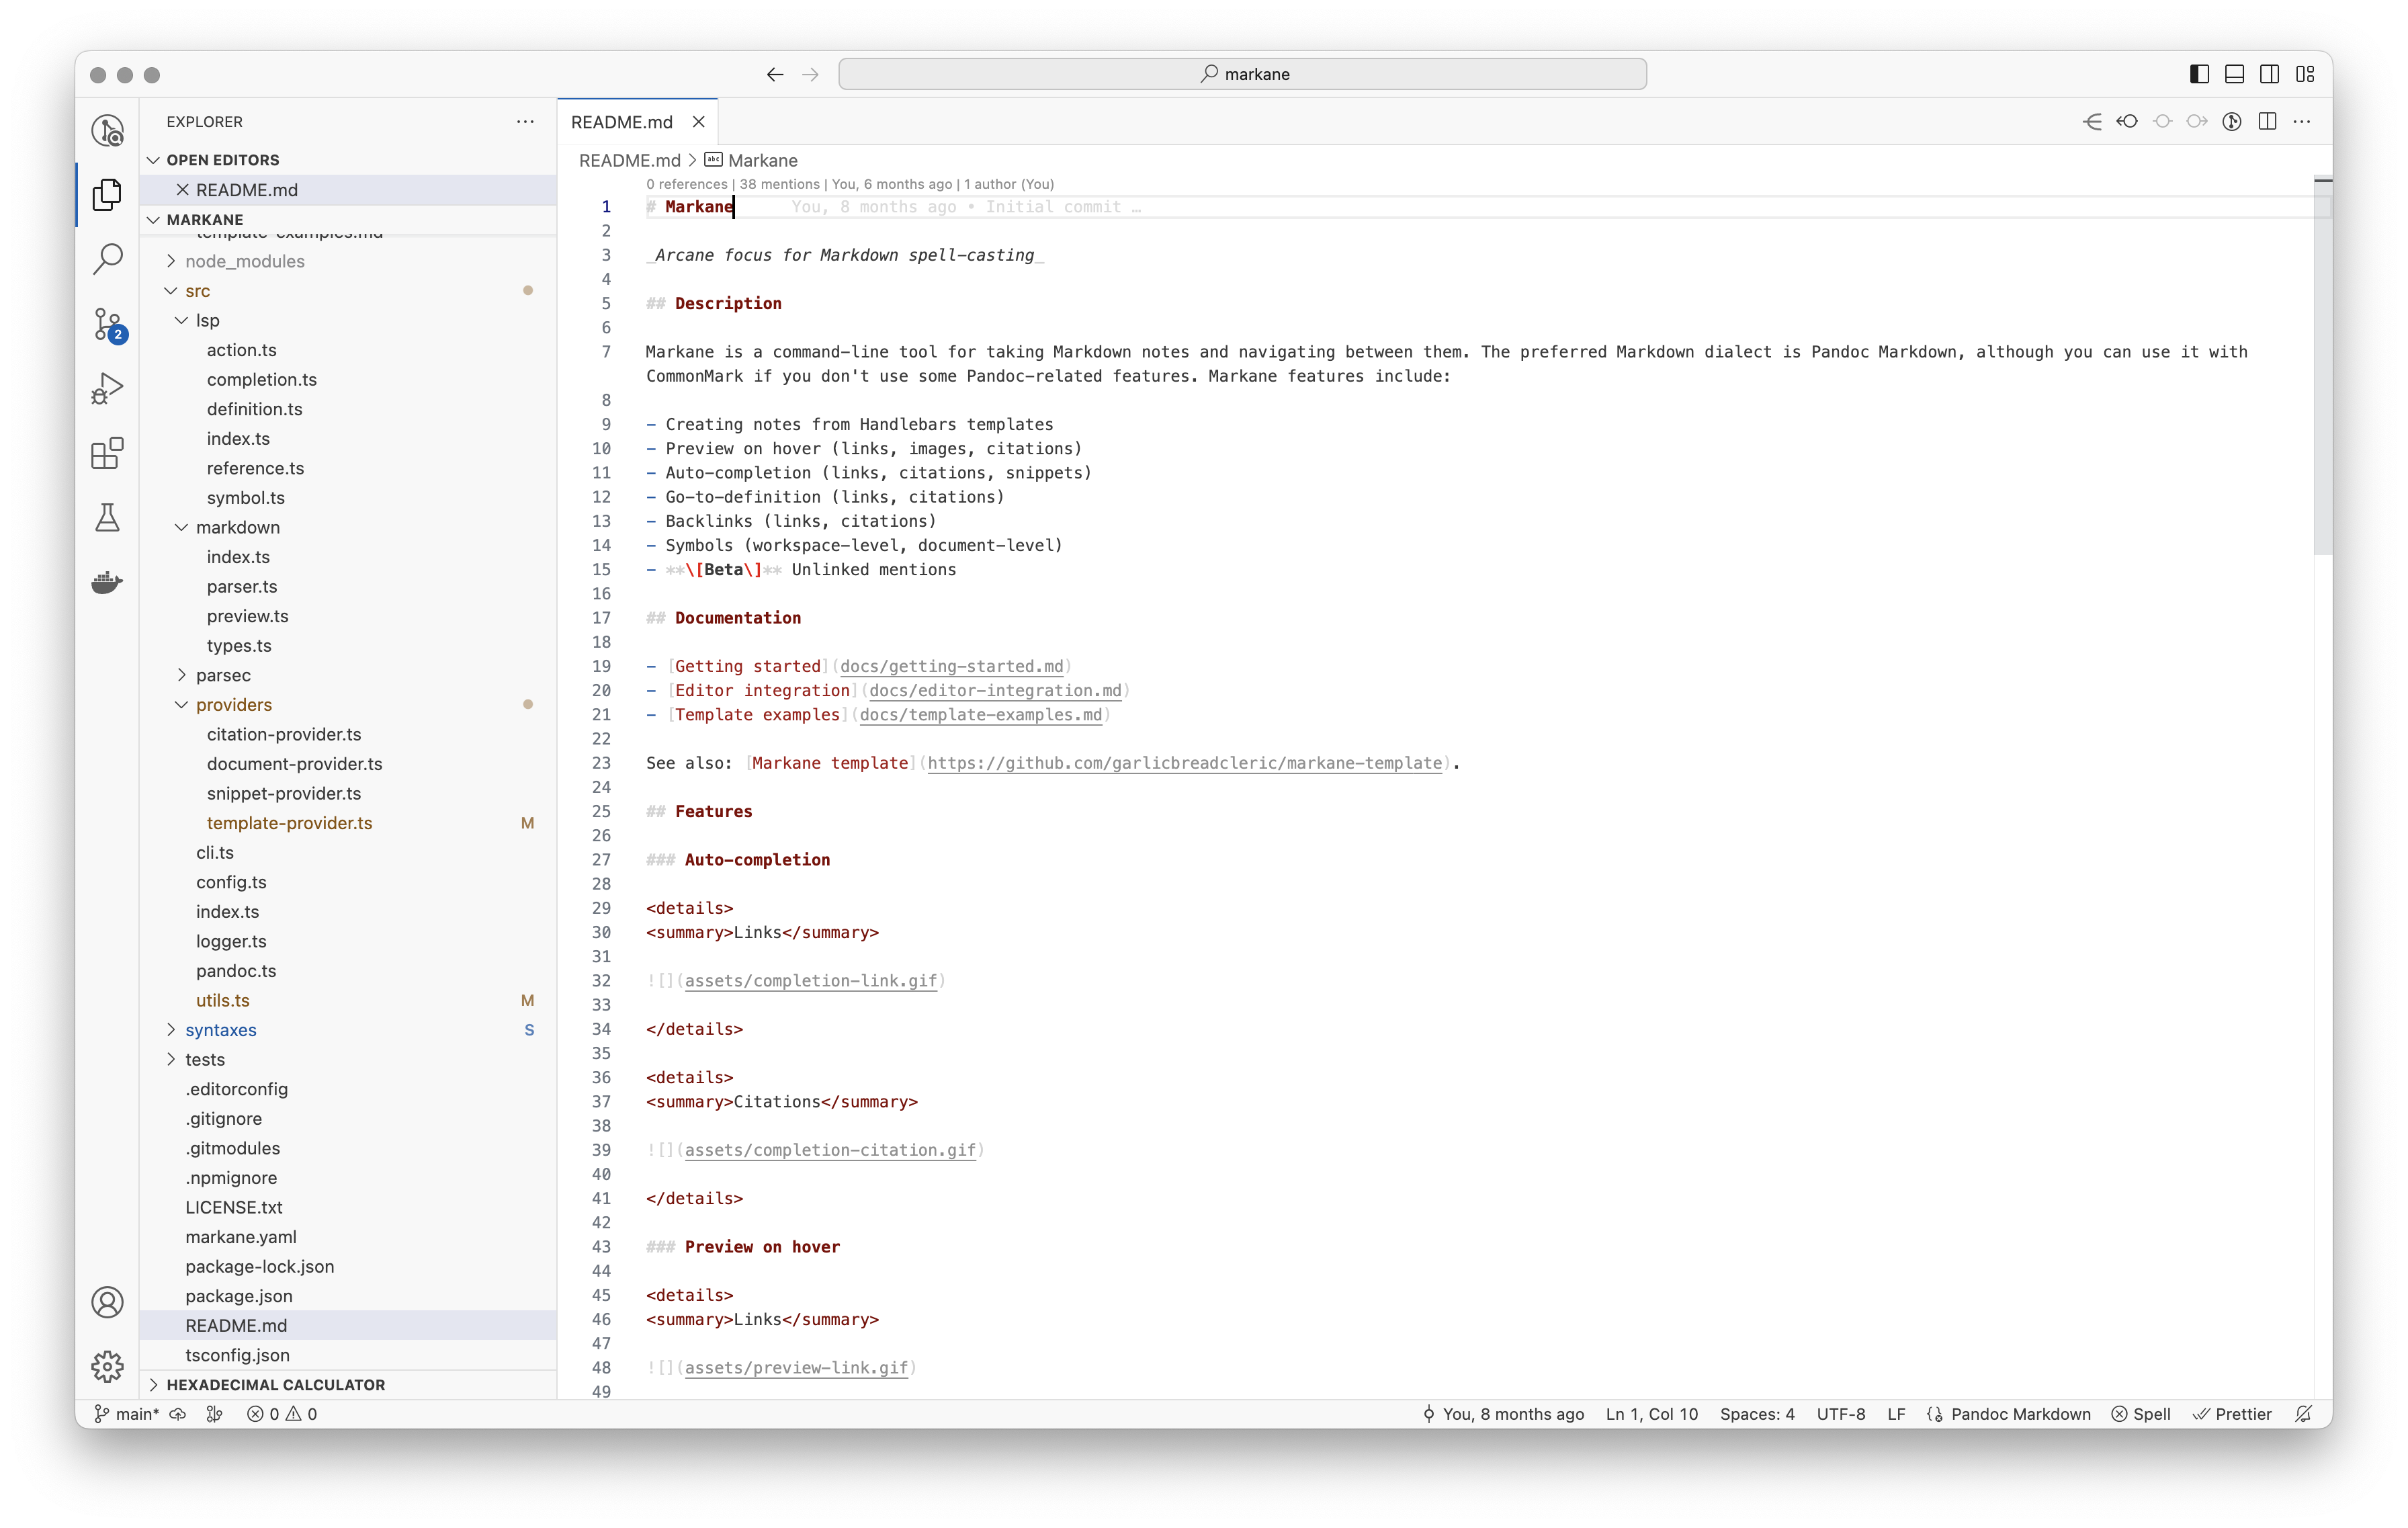 markane
EXPLORER
OPEN EDITORS
README.md
MARKANE
template-examples.md
node_modules
src
lsp
action.ts
completion.ts
definition.ts
index.ts
reference.ts
symbol.ts
markdown
index.ts
parser.ts
preview.ts
types.ts
parsec
providers
citation-provider.ts
document-provider.ts
snippet-provider.ts
template-provider.ts M
cli.ts
config.ts
index.ts
logger.ts
pandoc.ts
utils.ts M
syntaxes S
tests
.editorconfig
.gitignore
.gitmodules
.npmignore
LICENSE.txt
markane.yaml
package-lock.json
package.json
README.md
tsconfig.json
HEXADECIMAL CALCULATOR
2
README.md
README.md > abc Markane
0 references | 38 mentions | You, 6 months ago | 1 author (You)
1 # Markane You, 8 months ago • Initial commit …
2
3 _Arcane focus for Markdown spell-casting_
4
5 ## Description
6
7 Markane is a command-line tool for taking Markdown notes and navigating between them. The preferred Markdown dialect is Pandoc Markdown, although you can use it with
CommonMark if you don't use some Pandoc-related features. Markane features include:
8
9 - Creating notes from Handlebars templates
10 - Preview on hover (links, images, citations)
11 - Auto-completion (links, citations, snippets)
12 - Go-to-definition (links, citations)
13 - Backlinks (links, citations)
14 - Symbols (workspace-level, document-level)
15 - **\[Beta\]** Unlinked mentions
16
17 ## Documentation
18
19 - [Getting started](docs/getting-started.md)
20 - [Editor integration](docs/editor-integration.md)
21 - [Template examples](docs/template-examples.md)
22
23 See also: [Markane template](https://github.com/garlicbreadcleric/markane-template).
24
25 ## Features
26
27 ### Auto-completion
28
29 <details>
30 <summary>Links</summary>
31
32 ![](assets/completion-link.gif)
33
34 </details>
35
36 <details>
37 <summary>Citations</summary>
38
39 ![](assets/completion-citation.gif)
40
41 </details>
42
43 ### Preview on hover
44
45 <details>
46 <summary>Links</summary>
47
48 ![](assets/preview-link.gif)
49
main* 0 0 You, 8 months ago Ln 1, Col 10 Spaces: 4 UTF-8 LF Pandoc Markdown Spell Prettier